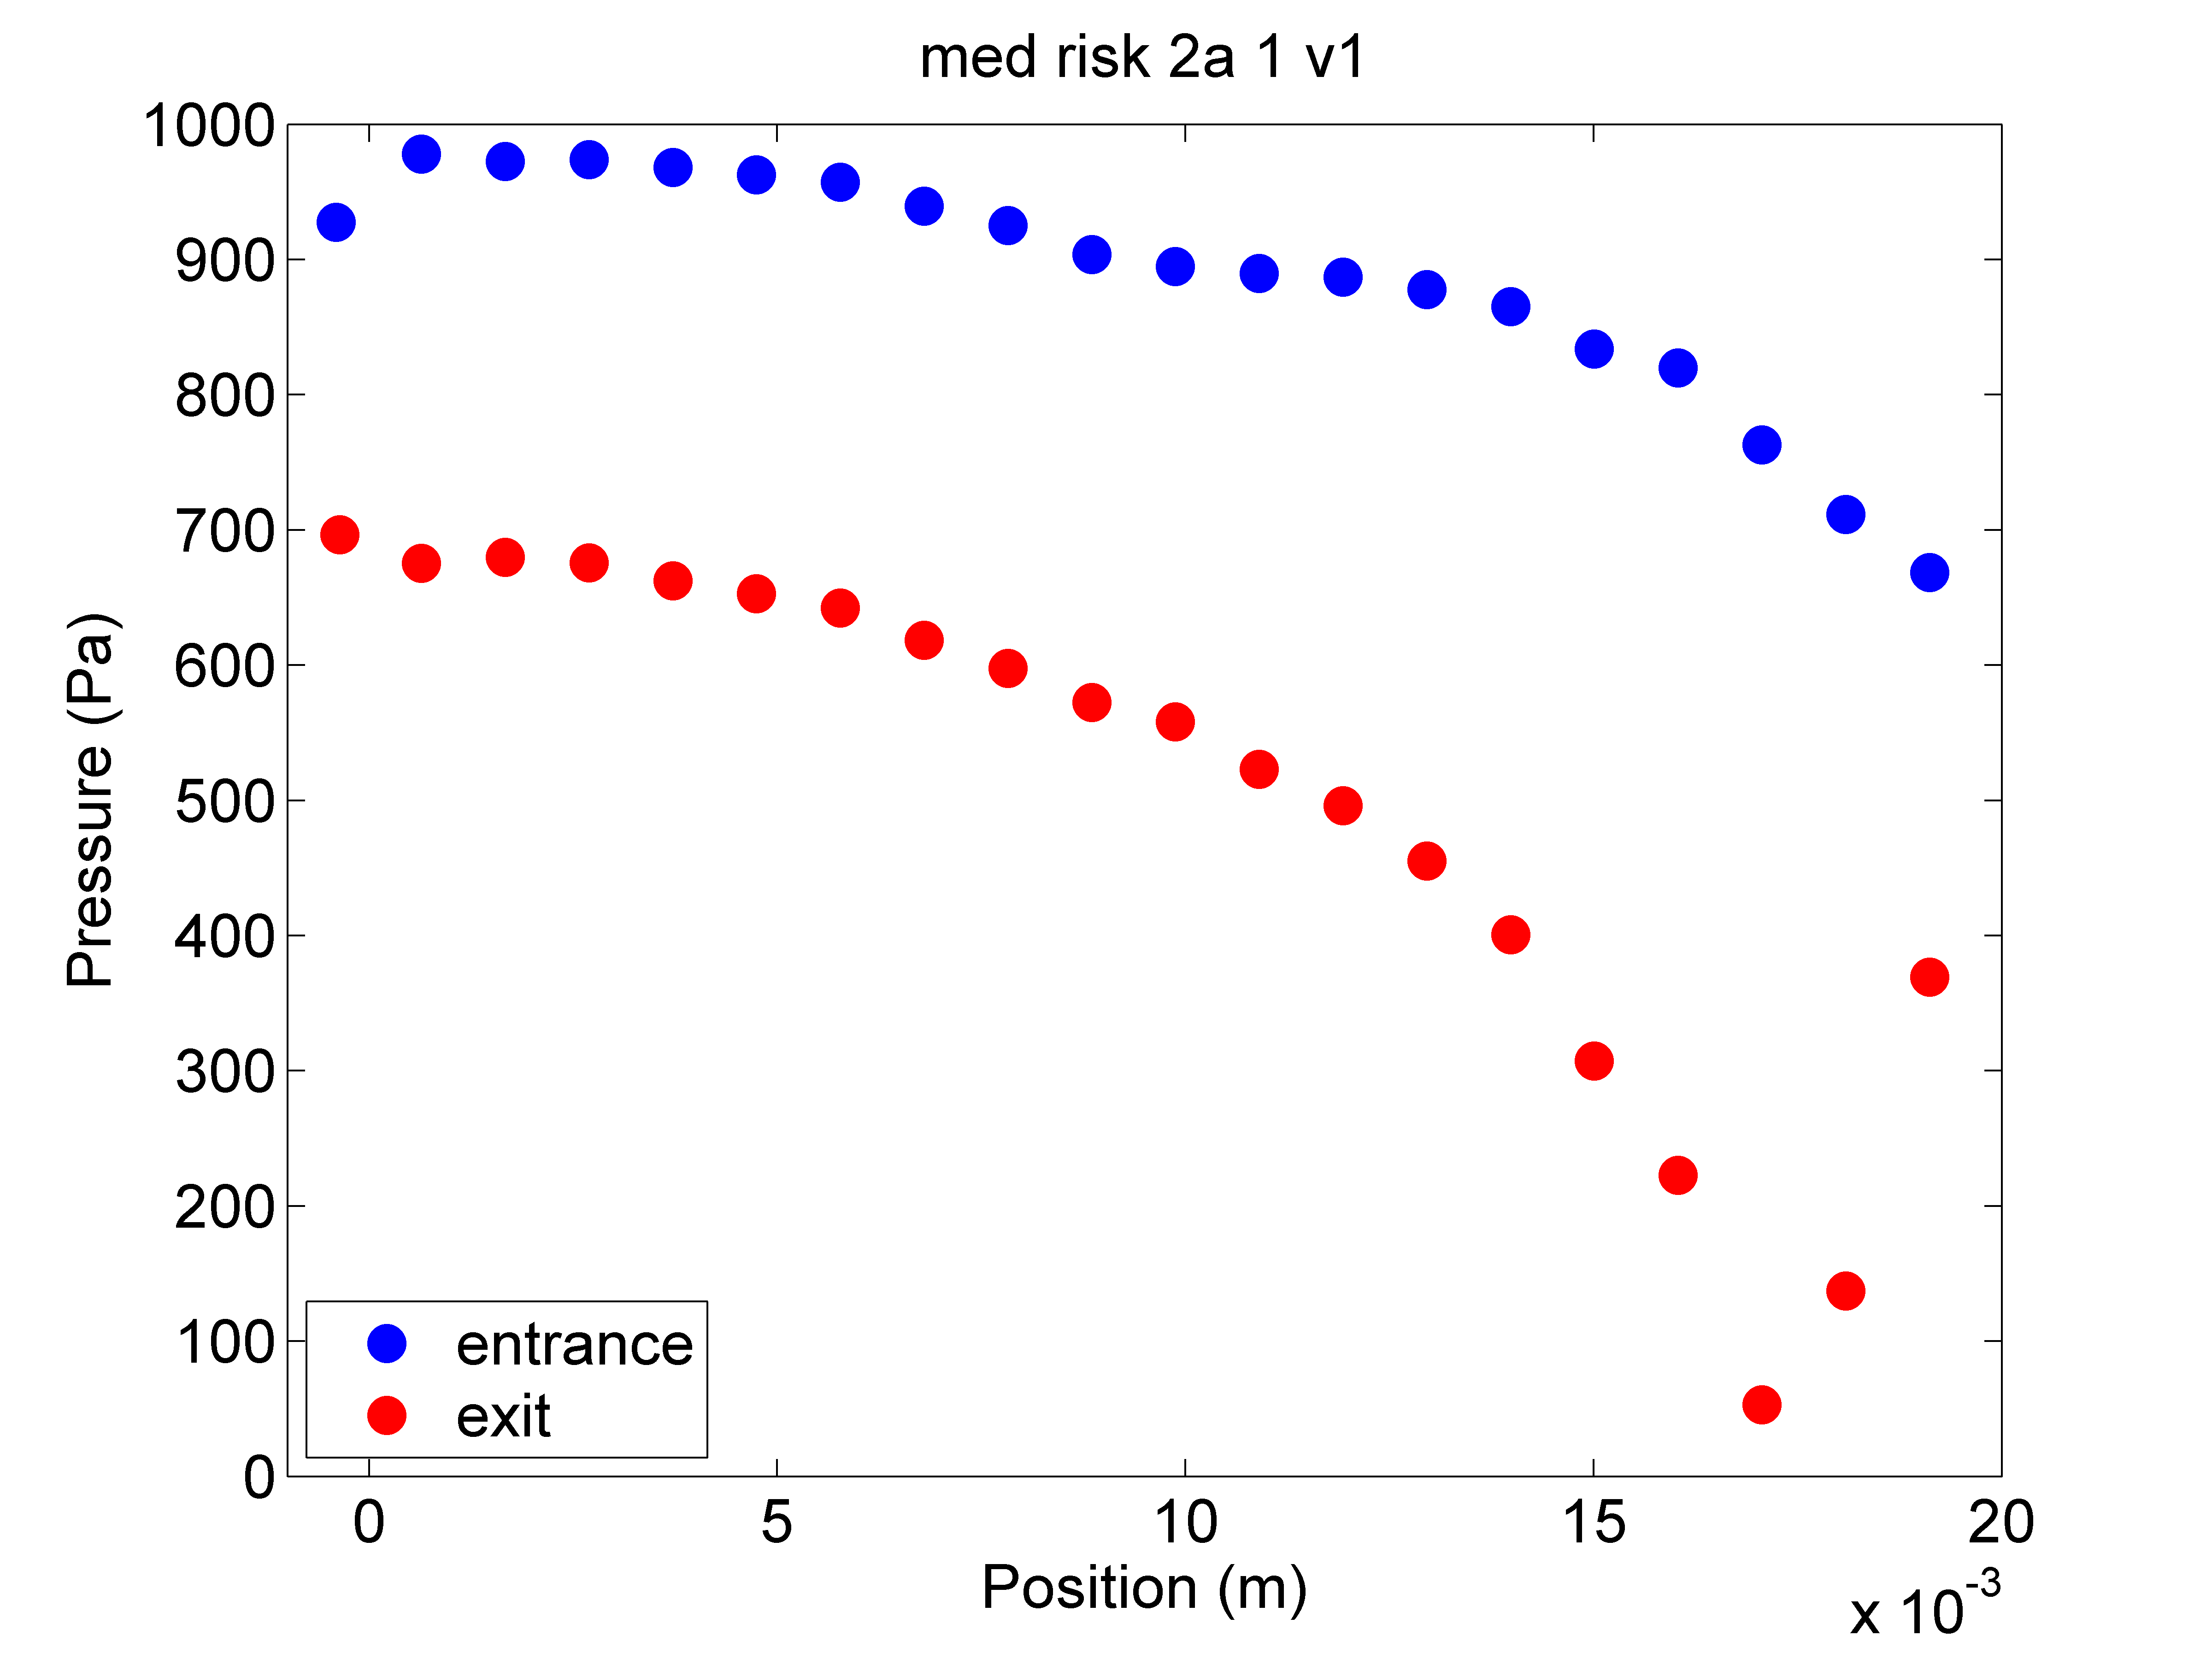 med risk 2a 1 v1
1000
900
800
700
600
500
400
300
200
100
0
Pressure (Pa)
entrance
exit
0 5 10 15 20
Position (m)
x 10^-3